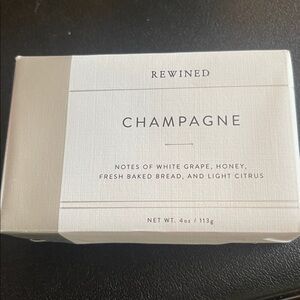 REWINED
CHAMPAGNE
NOTES OF WHITE GRAPE, HONEY,
FRESH BAKED BREAD, AND LIGHT CITRUS
NET WT. 4oz / 113g